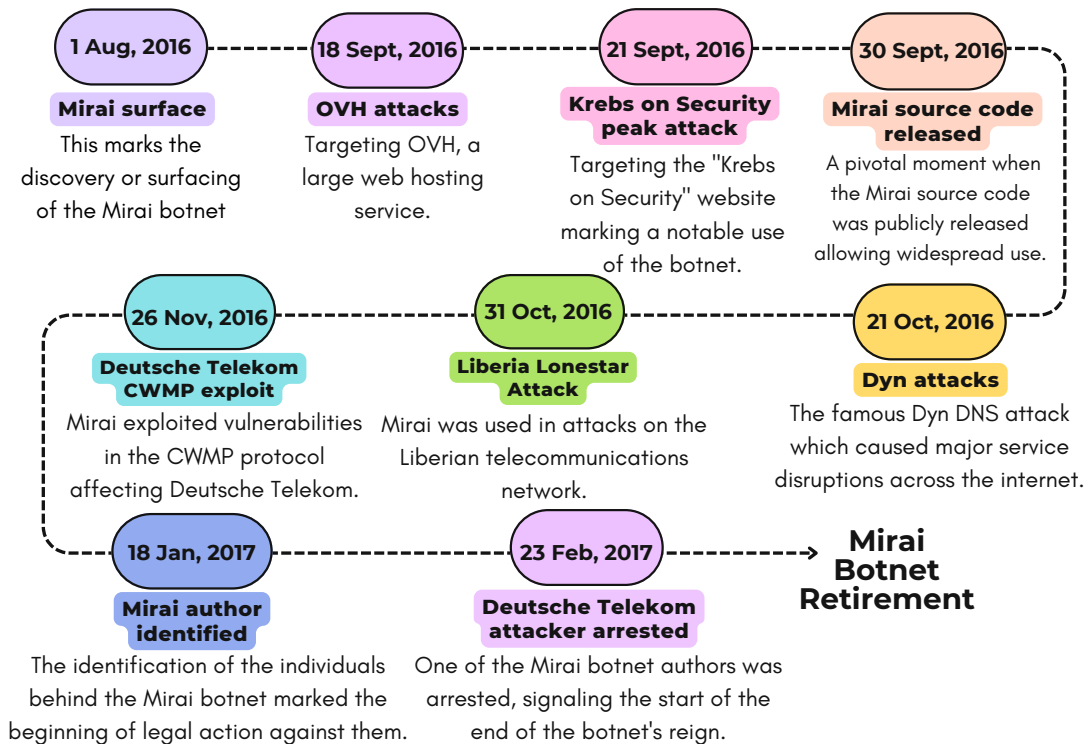 1 Aug, 2016
Mirai surface
This marks the
discovery or surfacing
of the Mirai botnet
18 Sept, 2016
OVH attacks
Targeting OVH, a
large web hosting
service.
21 Sept, 2016
Krebs on Security
peak attack
Targeting the "Krebs
on Security" website
marking a notable use
of the botnet.
30 Sept, 2016
Mirai source code
released
A pivotal moment when
the Mirai source code
was publicly released
allowing widespread use.
21 Oct, 2016
Dyn attacks
The famous Dyn DNS attack
which caused major service
disruptions across the internet.
31 Oct, 2016
Liberia Lonestar
Attack
Mirai was used in attacks on the
Liberian telecommunications
network.
26 Nov, 2016
Deutsche Telekom
CWMP exploit
Mirai exploited vulnerabilities
in the CWMP protocol
affecting Deutsche Telekom.
18 Jan, 2017
Mirai author
identified
The identification of the individuals
behind the Mirai botnet marked the
beginning of legal action against them.
23 Feb, 2017
Deutsche Telekom
attacker arrested
One of the Mirai botnet authors was
arrested, signaling the start of the
end of the botnet's reign.
Mirai
Botnet
Retirement